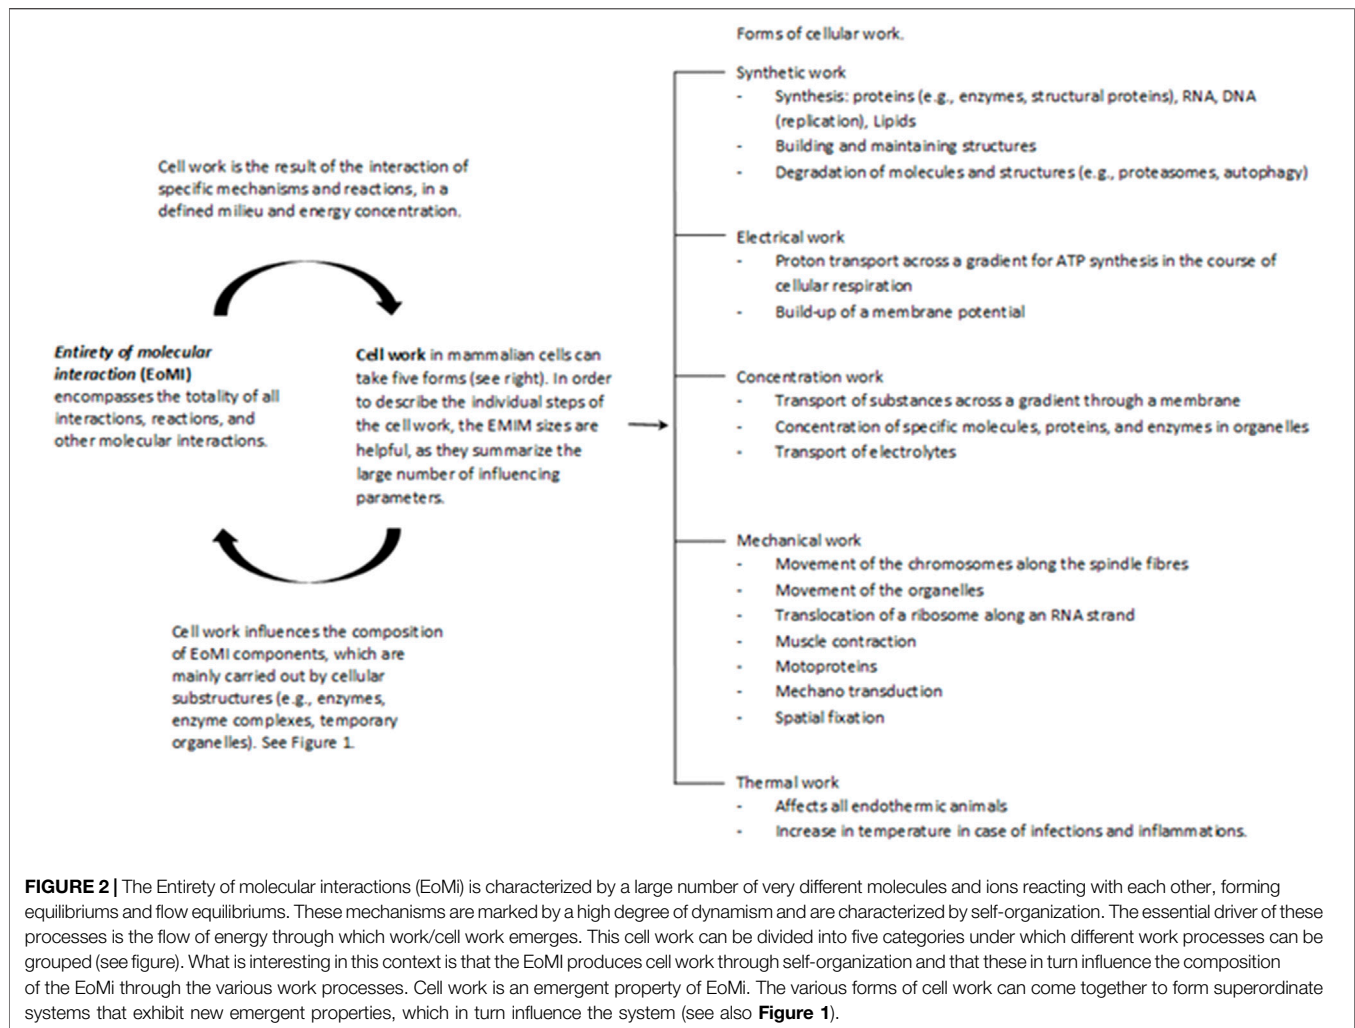 Forms of cellular work.
Synthetic work
- Synthesis: proteins (e.g., enzymes, structural proteins), RNA, DNA
(replication), Lipids
- Building and maintaining structures
- Degradation of molecules and structures (e.g., proteasomes, autophagy)
Cell work is the result of the interaction of
specific mechanisms and reactions, in a
defined milieu and energy concentration.
Electrical work
- Proton transport across a gradient for ATP synthesis in the course of
cellular respiration
- Build-up of a membrane potential
Entirety of molecular
interaction (EoMI)
encompasses the totality of all
interactions, reactions, and
other molecular interactions.
Cell work in mammalian cells can
take five forms (see right). In order
to describe the individual steps of
the cell work, the EMIM sizes are
helpful, as they summarize the
large number of influencing
parameters.
Concentration work
- Transport of substances across a gradient through a membrane
- Concentration of specific molecules, proteins, and enzymes in organelles
- Transport of electrolytes
Mechanical work
- Movement of the chromosomes along the spindle fibres
- Movement of the organelles
- Translocation of a ribosome along an RNA strand
- Muscle contraction
- Motoproteins
- Mechano transduction
- Spatial fixation
Cell work influences the composition
of EoMI components, which are
mainly carried out by cellular
substructures (e.g., enzymes,
enzyme complexes, temporary
organelles). See Figure 1.
Thermal work
- Affects all endothermic animals
- Increase in temperature in case of infections and inflammations.
FIGURE 2 | The Entirety of molecular interactions (EoMi) is characterized by a large number of very different molecules and ions reacting with each other, forming
equilibriums and flow equilibriums. These mechanisms are marked by a high degree of dynamism and are characterized by self-organization. The essential driver of these
processes is the flow of energy through which work/cell work emerges. This cell work can be divided into five categories under which different work processes can be
grouped (see figure). What is interesting in this context is that the EoMI produces cell work through self-organization and that these in turn influence the composition
of the EoMi through the various work processes. Cell work is an emergent property of EoMi. The various forms of cell work can come together to form superordinate
systems that exhibit new emergent properties, which in turn influence the system (see also Figure 1).